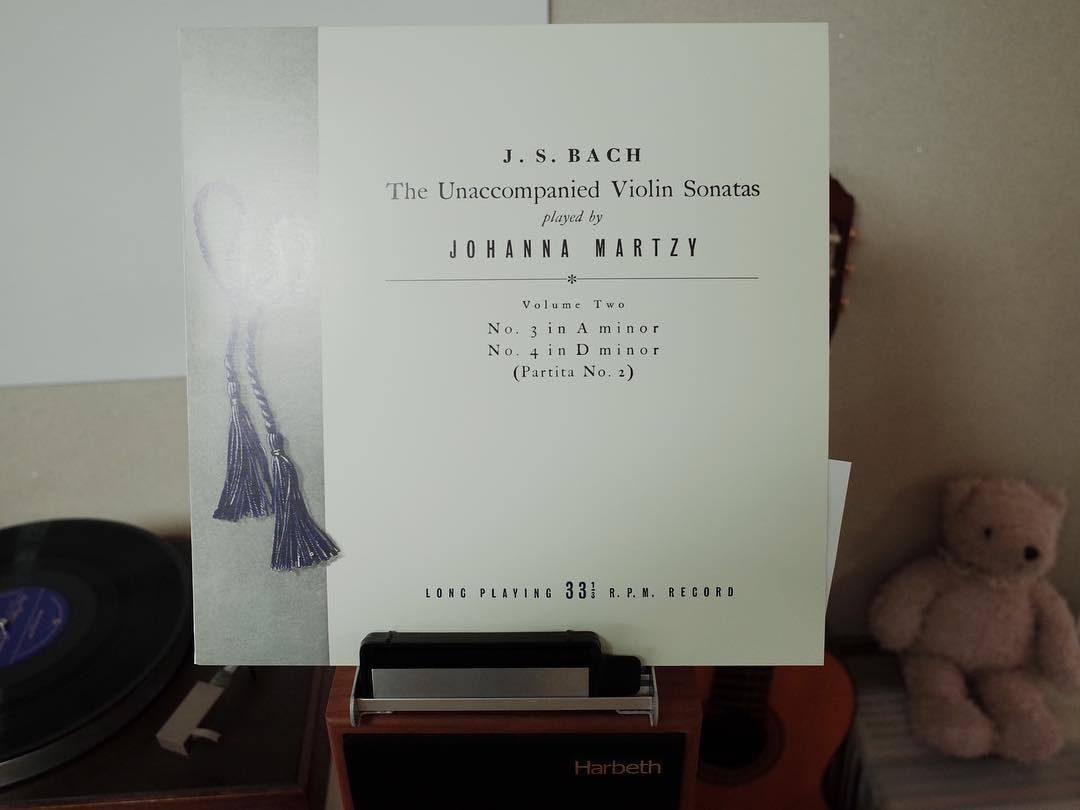 J. S. BACH
The Unaccompanied Violin Sonatas
played by
JOHANNA MARTZY
Volume Two
No. 3 in A minor
No. 4 in D minor
(Partita No. 2)
LONG PLAYING 33⅓ R.P.M. RECORD
Harbeth